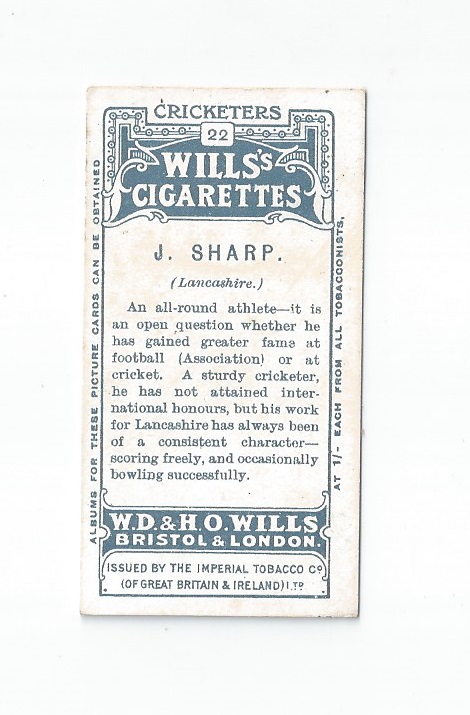 CRICKETERS
22
WILLS's
CIGARETTES
J. SHARP.
(Lancashire.)
An all-round athlete—it is
an open question whether he
has gained greater fame at
football (Association) or at
cricket. A sturdy cricketer,
he has not attained inter-
national honours, but his work
for Lancashire has always been
of a consistent character—
scoring freely, and occasionally
bowling successfully.
W.D. & H.O. WILLS
BRISTOL & LONDON.
ISSUED BY THE IMPERIAL TOBACCO Co
(OF GREAT BRITAIN & IRELAND) LTD
ALBUMS FOR THESE PICTURE CARDS CAN BE OBTAINED
AT 1/- EACH FROM ALL TOBACCONISTS,